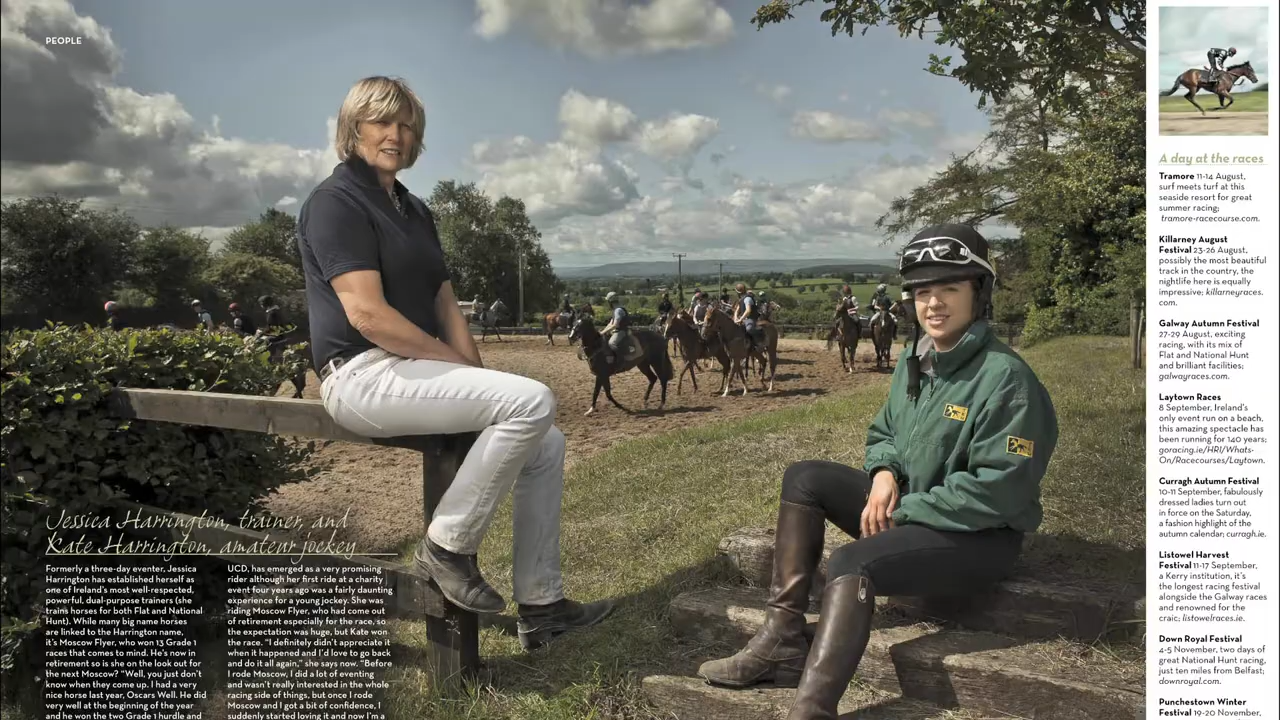 PEOPLE
Jessica Harrington, trainer, and
Kate Harrington, amateur jockey
Formerly a three-day eventer, Jessica
Harrington has established herself as
one of Ireland's most well-respected,
powerful, dual-purpose trainers (she
trains horses for both Flat and National
Hunt). While many big name horses
are linked to the Harrington name,
it's Moscow Flyer, who won 13 Grade 1
races that comes to mind. He's now in
retirement so is she on the look out for
the next Moscow? "Well, you just don't
know when they come up. I had a very
nice horse last year, Oscars Well. He did
very well at the beginning of the year
and he won the two Grade 1 hurdle and
UCD, has emerged as a very promising
rider although her first ride at a charity
event four years ago was a fairly daunting
experience for a young jockey. She was
riding Moscow Flyer, who had come out
of retirement especially for the race, so
the expectation was huge, but Kate won
the race. "I definitely didn't appreciate it
when it happened and I'd love to go back
and do it all again," she says now. "Before
I rode Moscow, I did a lot of eventing
and wasn't really interested in the whole
racing side of things, but once I rode
Moscow and I got a bit of confidence, I
suddenly started loving it and now I'm a
A day at the races
Tramore 11-14 August,
surf meets turf at this
seaside resort for great
summer racing;
tramore-racecourse.com.
Killarney August
Festival 23-26 August,
possibly the most beautiful
track in the country, the
nightlife here is equally
impressive; killarneyraces.
com.
Galway Autumn Festival
27-29 August, exciting
racing, with its mix of
Flat and National Hunt
and brilliant facilities;
galwayraces.com.
Laytown Races
8 September, Ireland's
only event run on a beach,
this amazing spectacle has
been running for 140 years;
goracing.ie/HRI/Whats-
On/Racecourses/Laytown.
Curragh Autumn Festival
10-11 September, fabulously
dressed ladies turn out
in force on the Saturday,
a fashion highlight of the
autumn calendar; curragh.ie.
Listowel Harvest
Festival 11-17 September,
a Kerry institution, it's
the longest racing festival
alongside the Galway races
and renowned for the
craic; listowelraces.ie.
Down Royal Festival
4-5 November, two days of
great National Hunt racing,
just ten miles from Belfast;
downroyal.com.
Punchestown Winter
Festival 19-20 November,